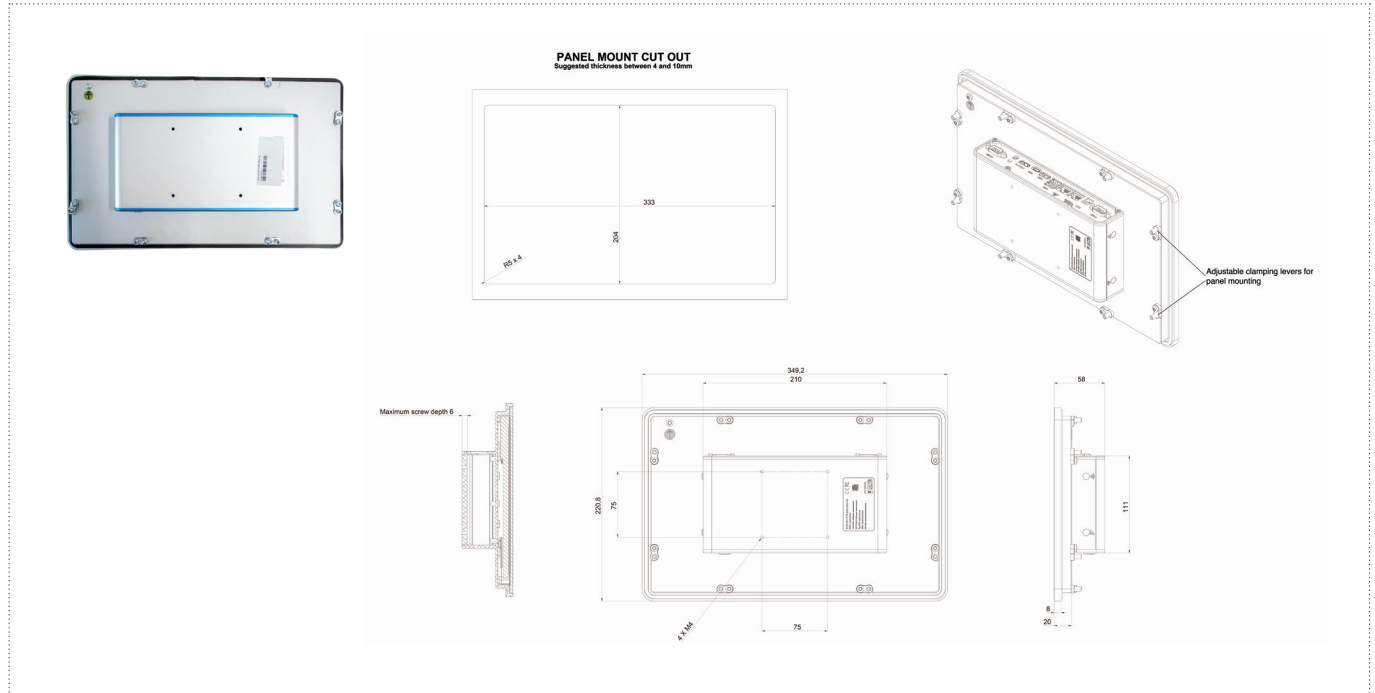 PANEL MOUNT CUT OUT
Suggested thickness between 4 and 10mm
333
204
R5 x 4
Adjustable clamping levers for
panel mounting
349,2
210
58
Maximum screw depth 6
220,8
75
111
4 X M4
75
8
20